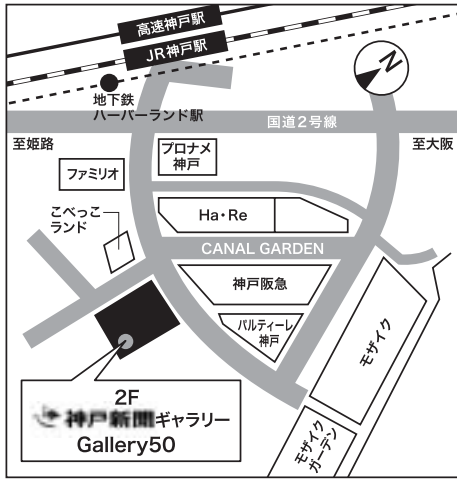 高速神戸駅
JR神戸駅
N
地下鉄
ハーバーランド駅
国道2号線
至姫路
至大阪
プロナメ
神戸
ファミリオ
こべっこ
ランド
Ha・Re
CANAL GARDEN
神戸阪急
バルティーレ
神戸
モザイク
2F
神戸新聞ギャラリー
Gallery50
モザイク
ガーデン